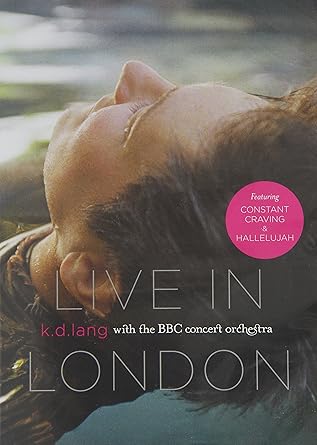 Featuring
CONSTANT
CRAVING
&
HALLELUJAH
LIVE IN
k.d.lang with the BBC concert orchestra
LONDON